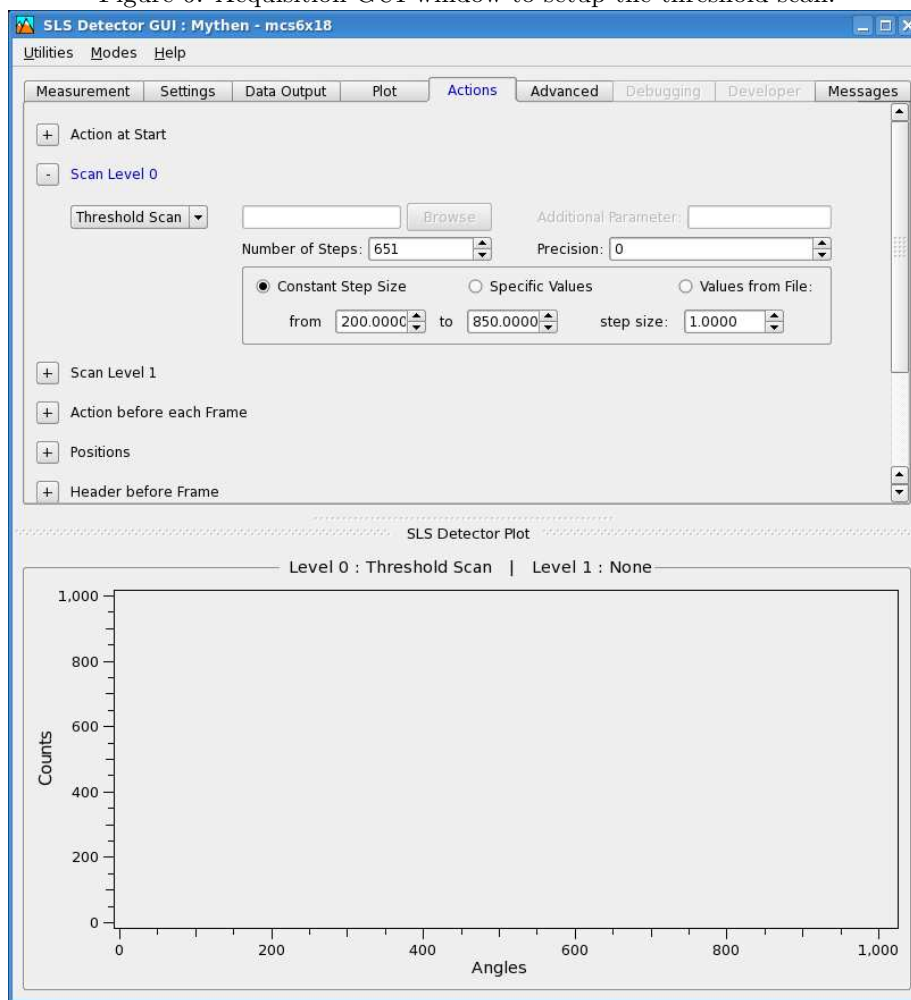 Figure 6: Acquisition GUI window to setup the threshold scan.
SLS Detector GUI : Mythen - mcs6x18
Utilities Modes Help
Measurement Settings Data Output Plot Actions Advanced Debugging Developer Messages
+ Action at Start
- Scan Level 0
Threshold Scan Browse Additional Parameter:
Number of Steps: 651 Precision: 0
Constant Step Size Specific Values Values from File:
from 200.0000 to 850.0000 step size: 1.0000
+ Scan Level 1
+ Action before each Frame
+ Positions
+ Header before Frame
SLS Detector Plot
Level 0 : Threshold Scan | Level 1 : None
1,000
800
600
400
200
0
Counts
0 200 400 600 800 1,000
Angles